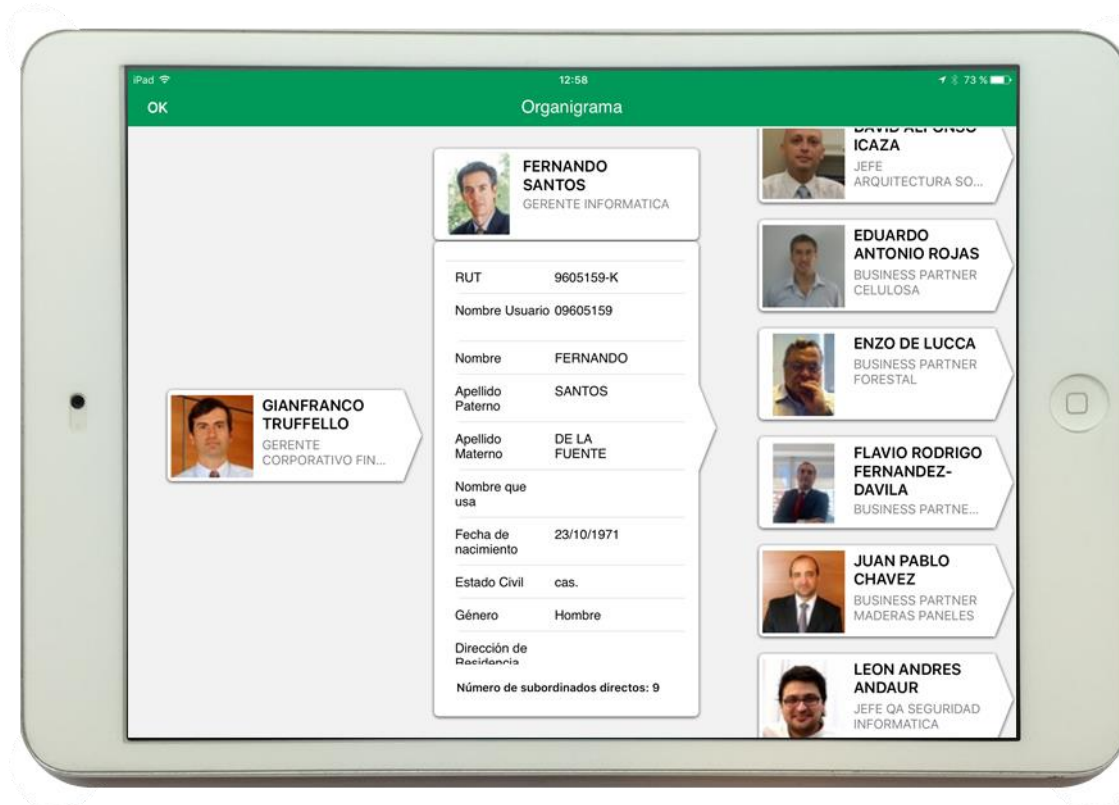 iPad
12:58
73 %
OK
Organigrama
GIANFRANCO
TRUFFELLO
GERENTE
CORPORATIVO FIN...
FERNANDO
SANTOS
GERENTE INFORMATICA
RUT 9605159-K
Nombre Usuario 09605159
Nombre FERNANDO
Apellido
Paterno SANTOS
Apellido
Materno DE LA
FUENTE
Nombre que
usa
Fecha de
nacimiento 23/10/1971
Estado Civil cas.
Género Hombre
Dirección de
Residencia
Número de subordinados directos: 9
DAVID ALFONSO
ICAZA
JEFE
ARQUITECTURA SO...
EDUARDO
ANTONIO ROJAS
BUSINESS PARTNER
CELULOSA
ENZO DE LUCCA
BUSINESS PARTNER
FORESTAL
FLAVIO RODRIGO
FERNANDEZ-
DAVILA
BUSINESS PARTNE...
JUAN PABLO
CHAVEZ
BUSINESS PARTNER
MADERAS PANELES
LEON ANDRES
ANDAUR
JEFE QA SEGURIDAD
INFORMATICA